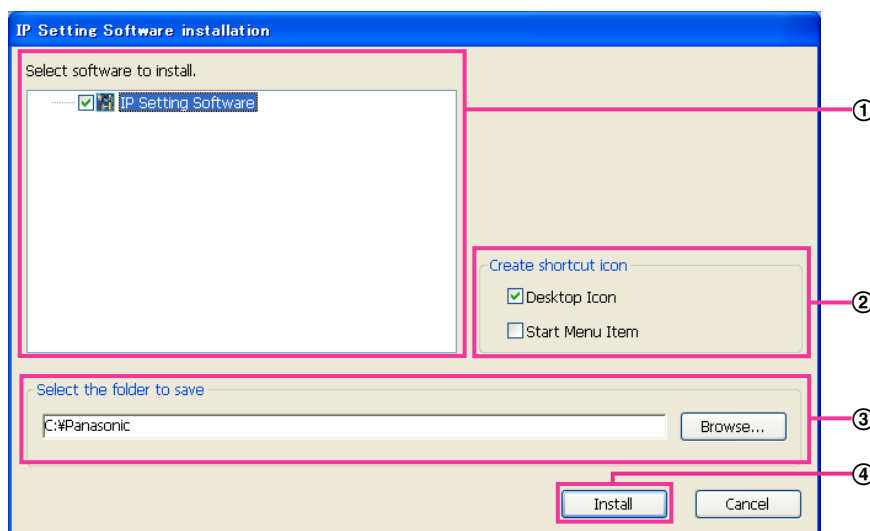 IP Setting Software installation
Select software to install.
IP Setting Software
①
Create shortcut icon
Desktop Icon
②
Start Menu Item
Select the folder to save
C:¥Panasonic
Browse...
③
④
Install
Cancel